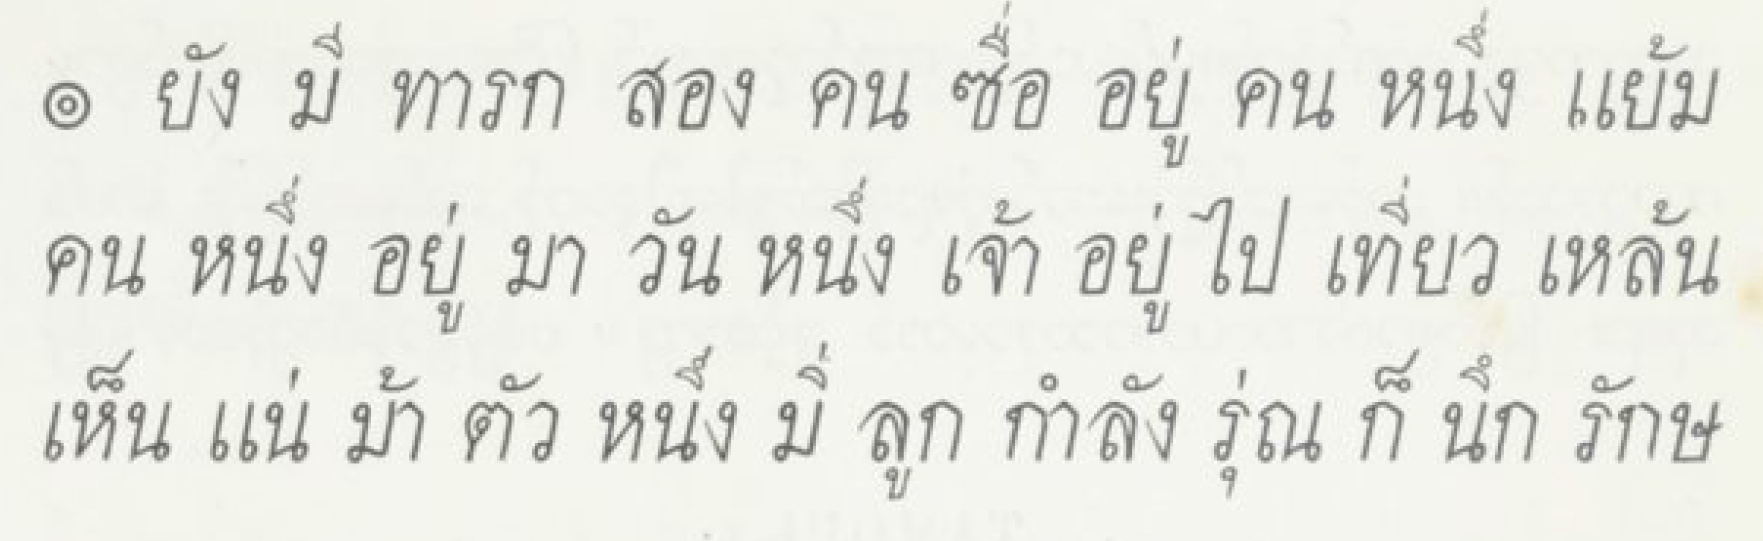 ๏ ยัง มี ทารก สอง คน ซื่อ อยู่ คน หนึ่ง แย้ม
คน หนึ่ง อยู่ มา วัน หนึ่ง เจ้า อยู่ ไป เที่ยว เหล้น
เห็น แน่ ม้า ตัว หนึ่ง มี่ ลูก กำลัง รุ่ณ ก็ นึก รักษ